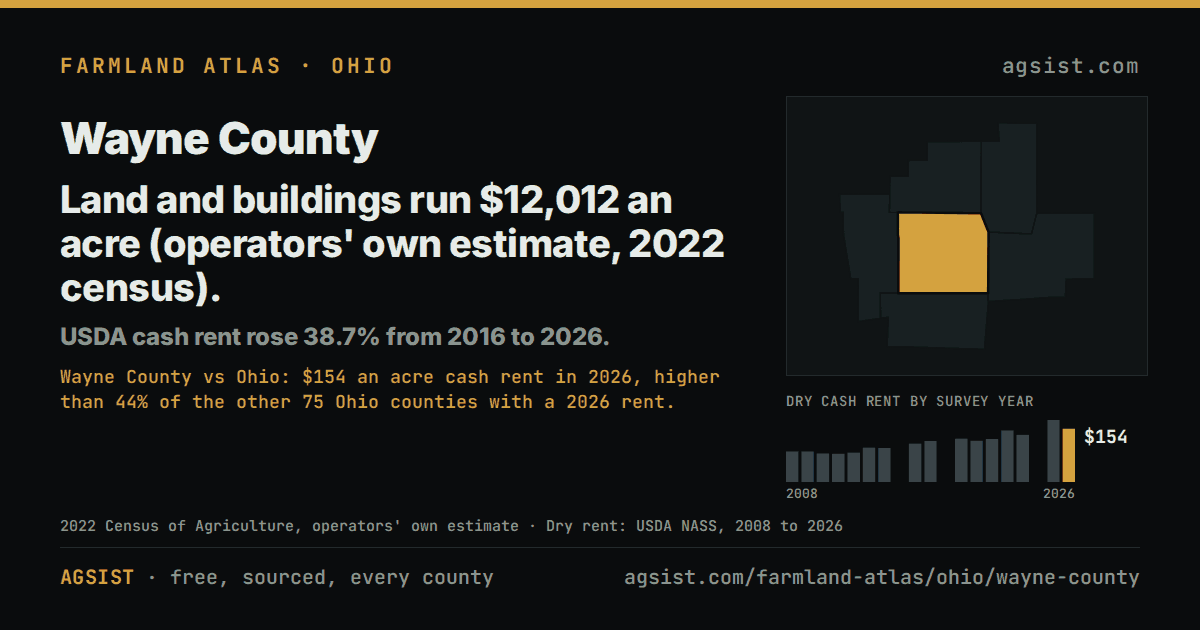 FARMLAND ATLAS · OHIO
agsist.com
Wayne County
Land and buildings run $12,012 an
acre (operators' own estimate, 2022
census).
USDA cash rent rose 38.7% from 2016 to 2026.
Wayne County vs Ohio: $154 an acre cash rent in 2026, higher
than 44% of the other 75 Ohio counties with a 2026 rent.
DRY CASH RENT BY SURVEY YEAR
$154
2008
2026
2022 Census of Agriculture, operators' own estimate · Dry rent: USDA NASS, 2008 to 2026
AGSIST · free, sourced, every county
agsist.com/farmland-atlas/ohio/wayne-county